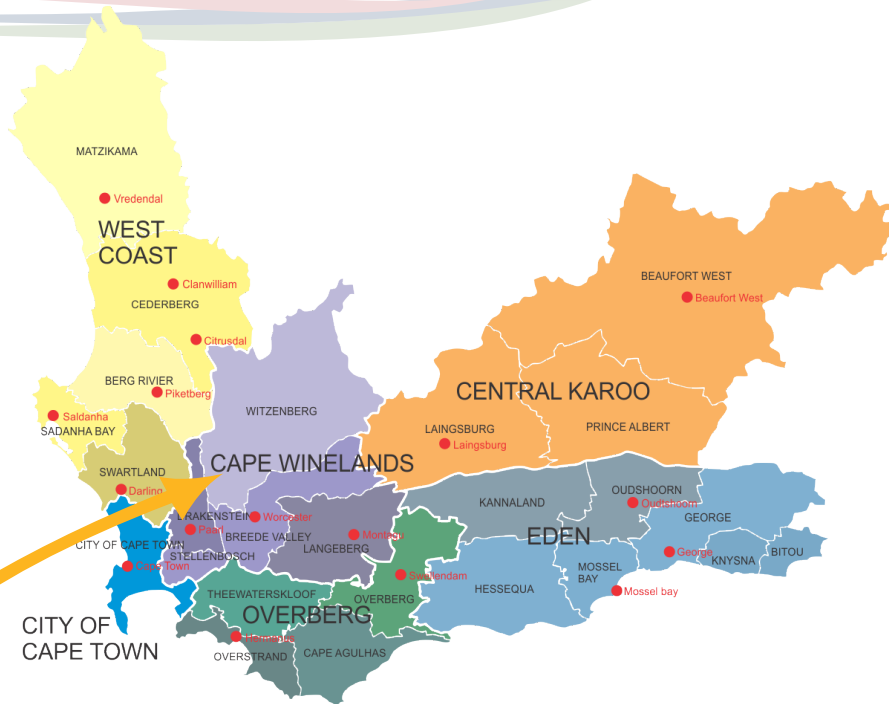 MATZIKAMA
Vredendal
WEST
COAST
Clanwilliam
CEDERBERG
Citrusdal
BERG RIVIER
Piketberg
Saldanha
SADANHA BAY
SWARTLAND
Darling
WITZENBERG
CAPE WINELANDS
DRAKENSTEIN
Worcester
Paarl
BREEDE VALLEY
Montagu
LANGEBERG
STELLENBOSCH
CITY OF CAPE TOWN
Cape Town
CITY OF
CAPE TOWN
BEAUFORT WEST
Beaufort West
CENTRAL KAROO
LAINGSBURG
Laingsburg
PRINCE ALBERT
KANNALAND
OUDSHOORN
Oudtshoorn
GEORGE
EDEN
George
KNYSNA
BITOU
MOSSEL
BAY
Mossel bay
HESSEQUA
Swellendam
THEEWATERSKLOOF
OVERBERG
OVERBERG
Hermanus
OVERSTRAND
CAPE AGULHAS